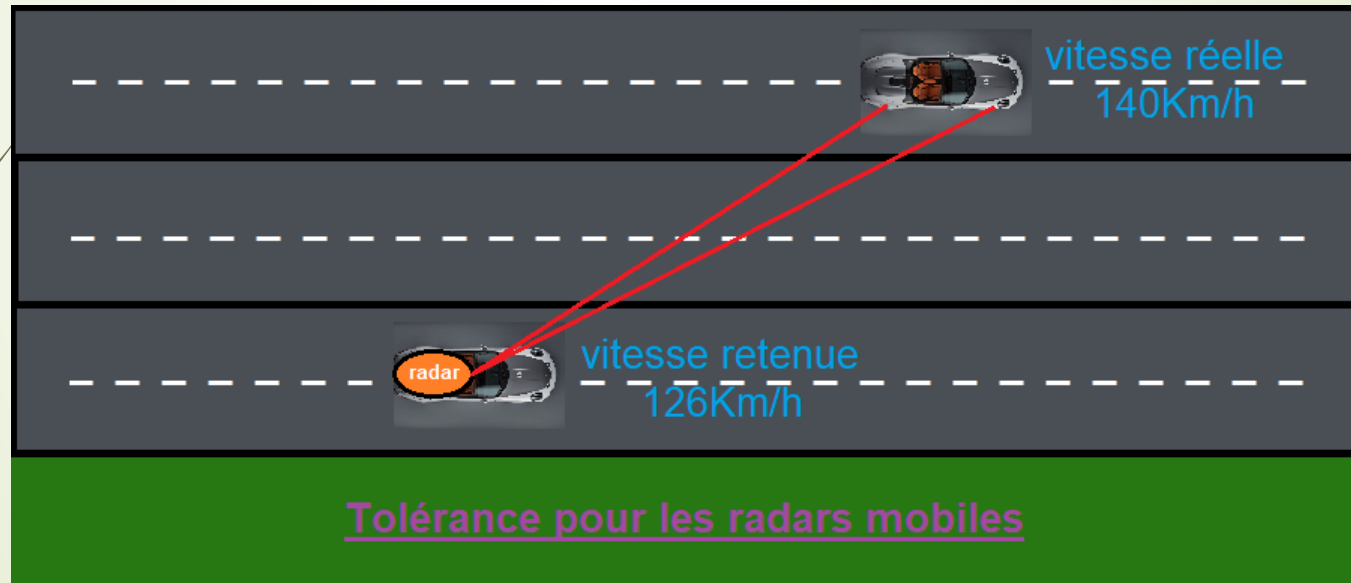 vitesse réelle
140Km/h
radar
vitesse retenue
126Km/h
Tolérance pour les radars mobiles